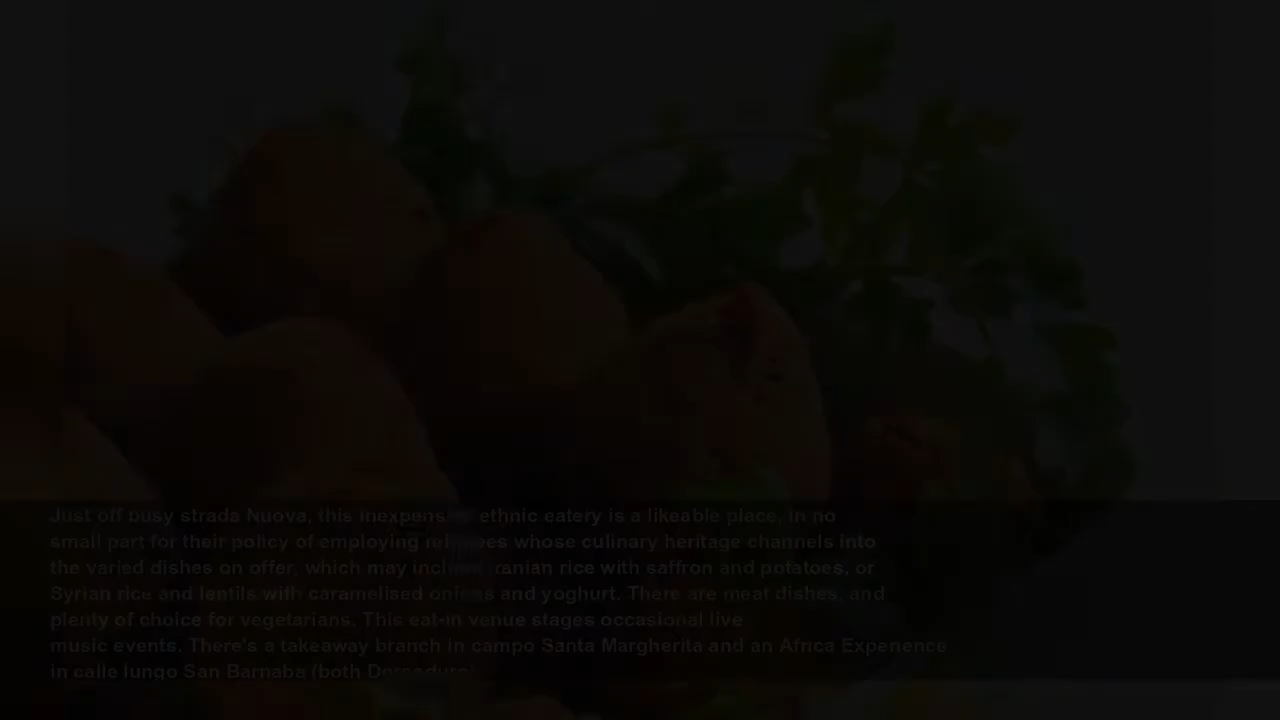 Just off busy strada Nuova, this inexpensive ethnic eatery is a likeable place, in no
small part for their policy of employing refugees whose culinary heritage channels into
the varied dishes on offer, which may include Iranian rice with saffron and potatoes, or
Syrian rice and lentils with caramelised onions and yoghurt. There are meat dishes, and
plenty of choice for vegetarians. This eat-in venue stages occasional live
music events. There's a takeaway branch in campo Santa Margherita and an Africa Experience
in calle lungo San Barnaba (both Dorsoduro).